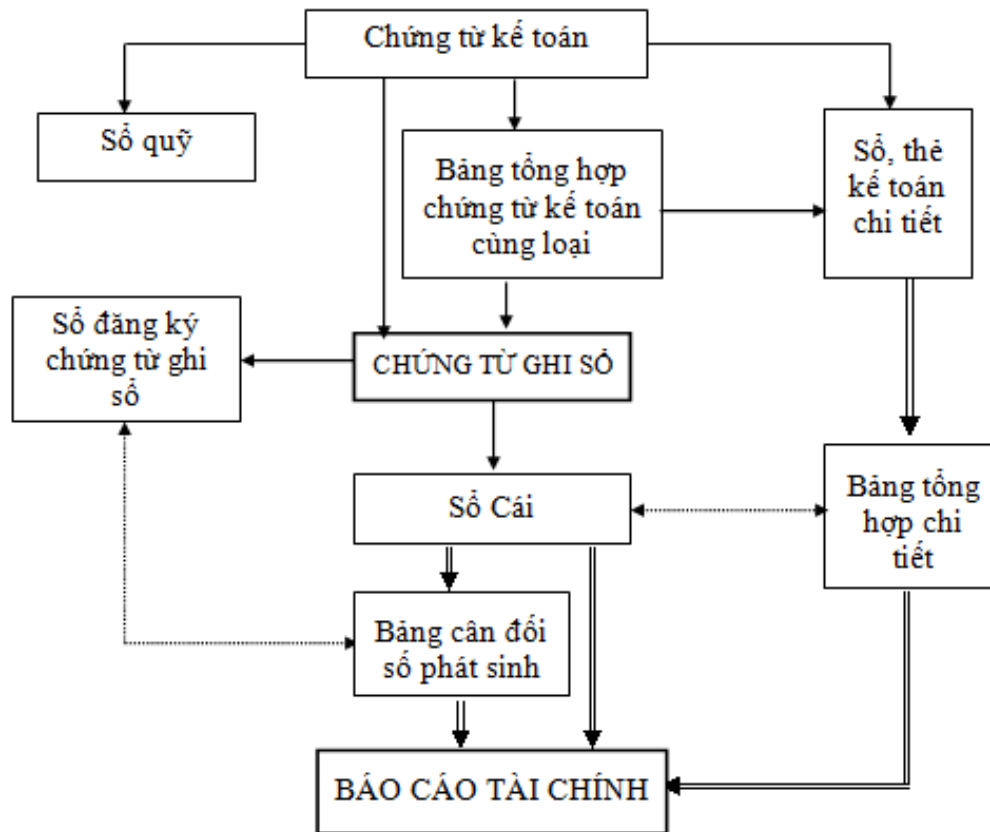 Chứng từ kế toán
Sổ quỹ
Bảng tổng hợp
chứng từ kế toán
cùng loại
Sổ, thẻ
kế toán
chi tiết
Sổ đăng ký
chứng từ ghi
sổ
CHỨNG TỪ GHI SỔ
Sổ Cái
Bảng tổng
hợp chi
tiết
Bảng cân đối
số phát sinh
BÁO CÁO TÀI CHÍNH